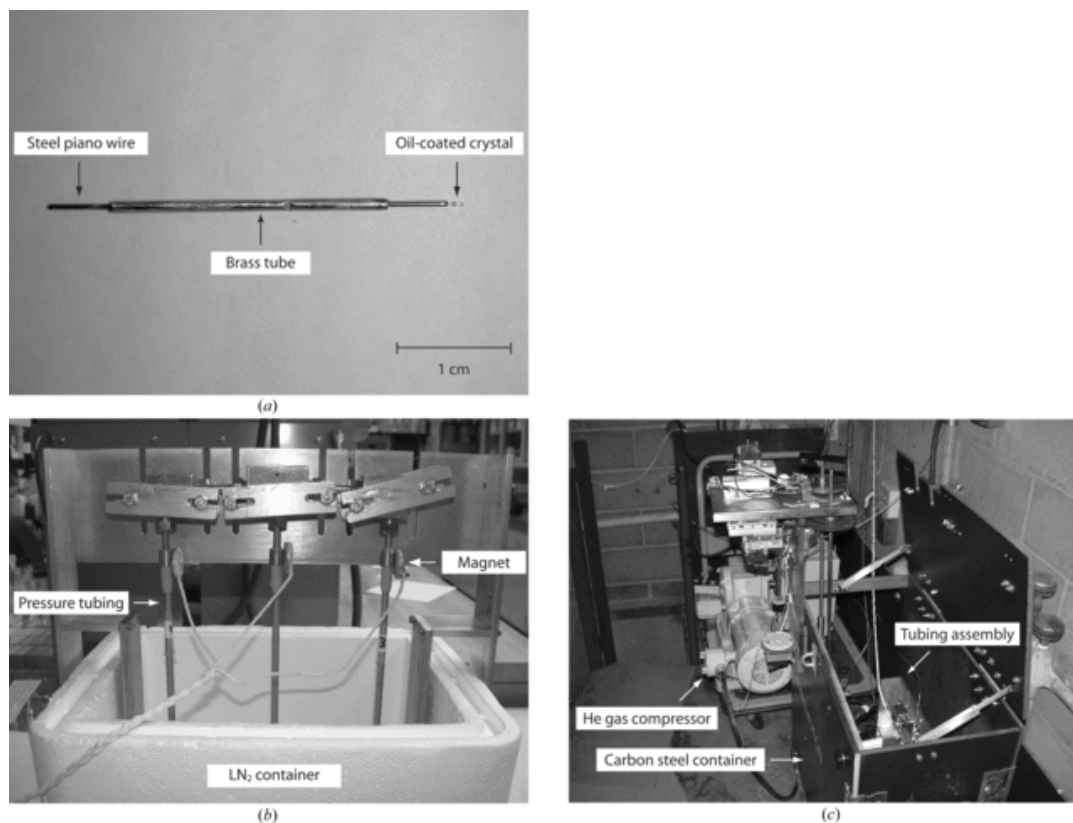 Steel piano wire
Oil-coated crystal
Brass tube
1 cm
(a)
Magnet
Pressure tubing
LN₂ container
(b)
Tubing assembly
He gas compressor
Carbon steel container
(c)